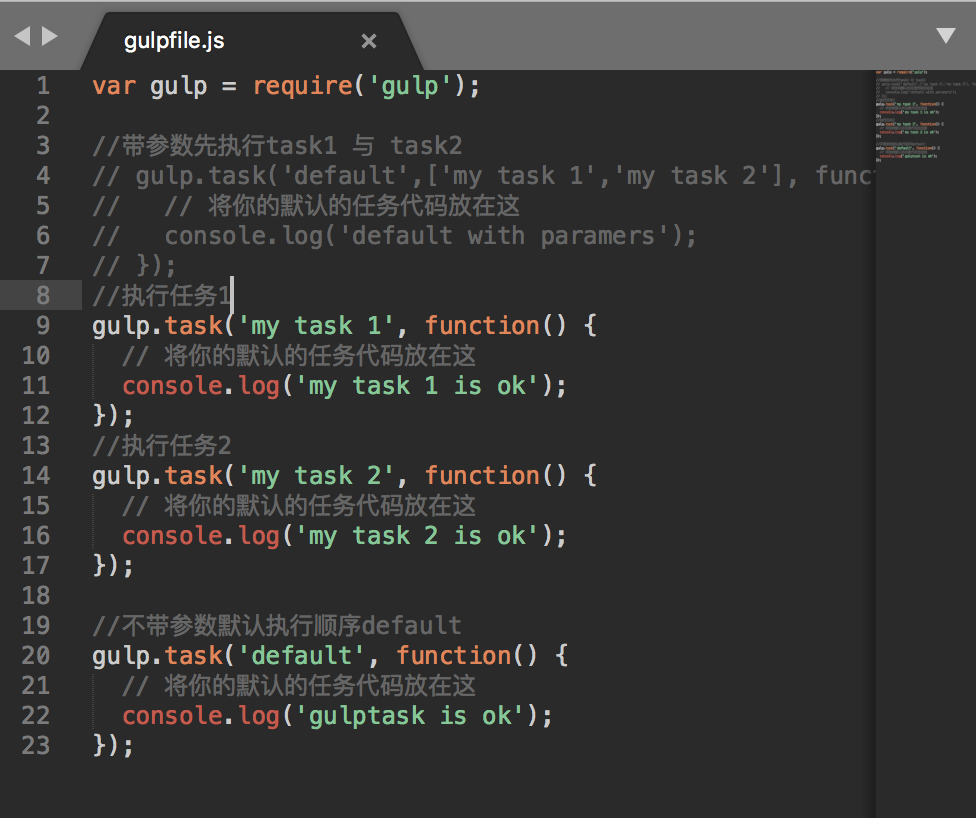 gulpfile.js
1 var gulp = require('gulp');
2
3 //带参数先执行task1 与 task2
4 // gulp.task('default',['my task 1','my task 2'], func
5 //   // 将你的默认的任务代码放在这
6 //   console.log('default with paramers');
7 // });
8 //执行任务1
9 gulp.task('my task 1', function() {
10   // 将你的默认的任务代码放在这
11   console.log('my task 1 is ok');
12 });
13 //执行任务2
14 gulp.task('my task 2', function() {
15   // 将你的默认的任务代码放在这
16   console.log('my task 2 is ok');
17 });
18
19 //不带参数默认执行顺序default
20 gulp.task('default', function() {
21   // 将你的默认的任务代码放在这
22   console.log('gulptask is ok');
23 });